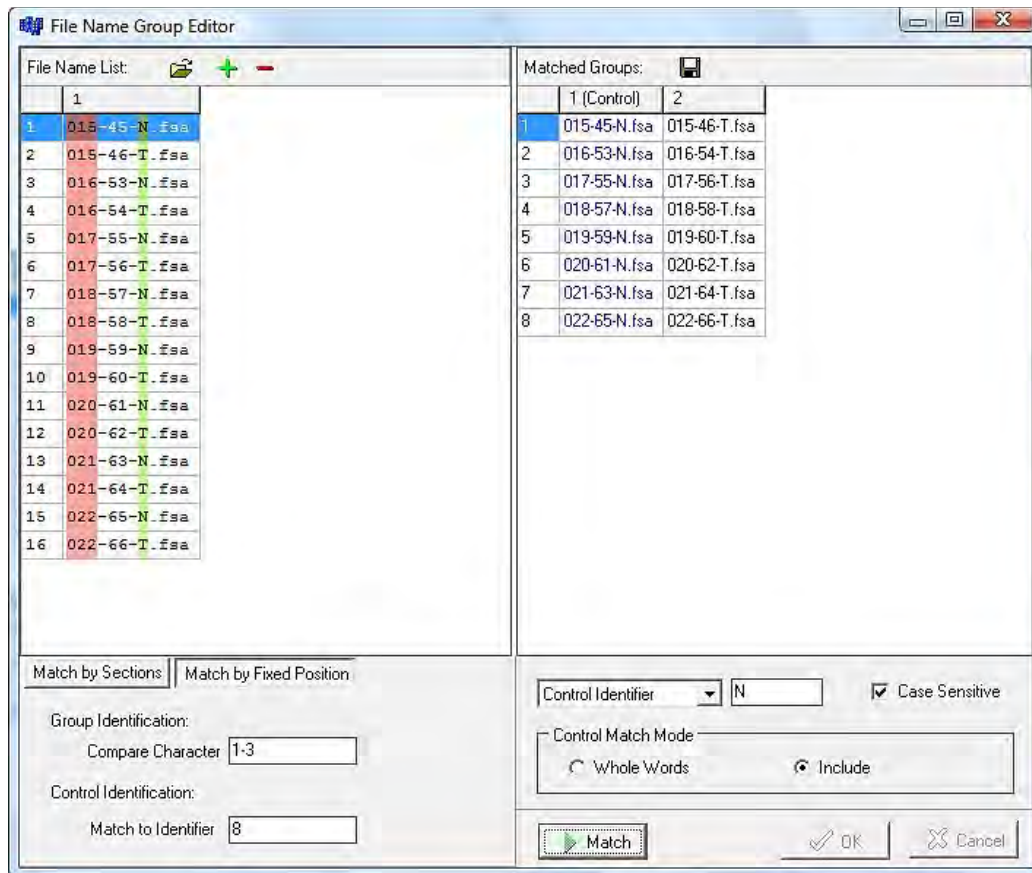 File Name Group Editor
File Name List:
1
1 015-45-N.fsa
2 015-46-T.fsa
3 016-53-N.fsa
4 016-54-T.fsa
5 017-55-N.fsa
6 017-56-T.fsa
7 018-57-N.fsa
8 018-58-T.fsa
9 019-59-N.fsa
10 019-60-T.fsa
11 020-61-N.fsa
12 020-62-T.fsa
13 021-63-N.fsa
14 021-64-T.fsa
15 022-65-N.fsa
16 022-66-T.fsa
Matched Groups:
1 (Control) 2
1 015-45-N.fsa 015-46-T.fsa
2 016-53-N.fsa 016-54-T.fsa
3 017-55-N.fsa 017-56-T.fsa
4 018-57-N.fsa 018-58-T.fsa
5 019-59-N.fsa 019-60-T.fsa
6 020-61-N.fsa 020-62-T.fsa
7 021-63-N.fsa 021-64-T.fsa
8 022-65-N.fsa 022-66-T.fsa
Match by Sections Match by Fixed Position
Group Identification:
Compare Character 1-3
Control Identification:
Match to Identifier 8
Control Identifier N Case Sensitive
Control Match Mode
Whole Words Include
Match OK Cancel